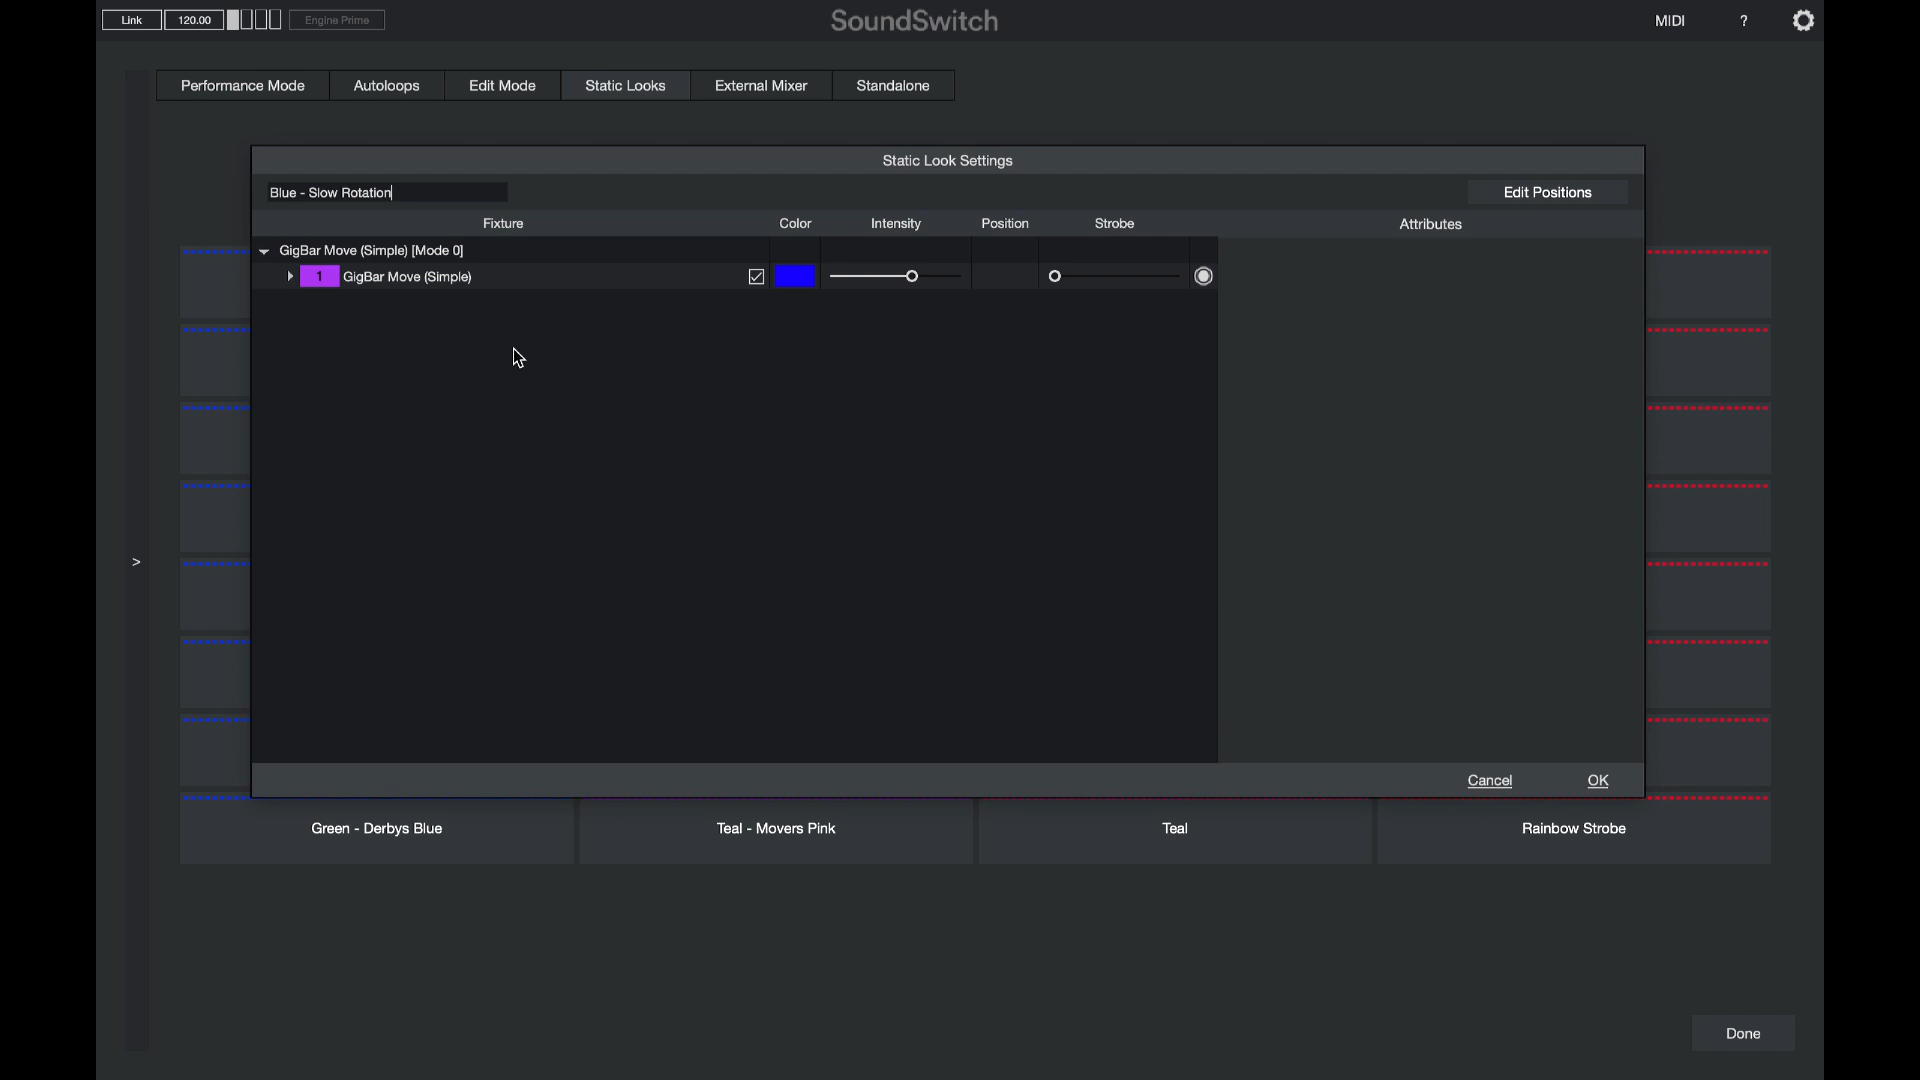 Link 120.00 Engine Prime SoundSwitch MIDI ?
Performance Mode Autoloops Edit Mode Static Looks External Mixer Standalone
Static Look Settings
Blue - Slow Rotation Edit Positions
Fixture Color Intensity Position Strobe Attributes
GigBar Move (Simple) [Mode 0]
1 GigBar Move (Simple)
>
Cancel OK
Green - Derbys Blue Teal - Movers Pink Teal Rainbow Strobe
Done